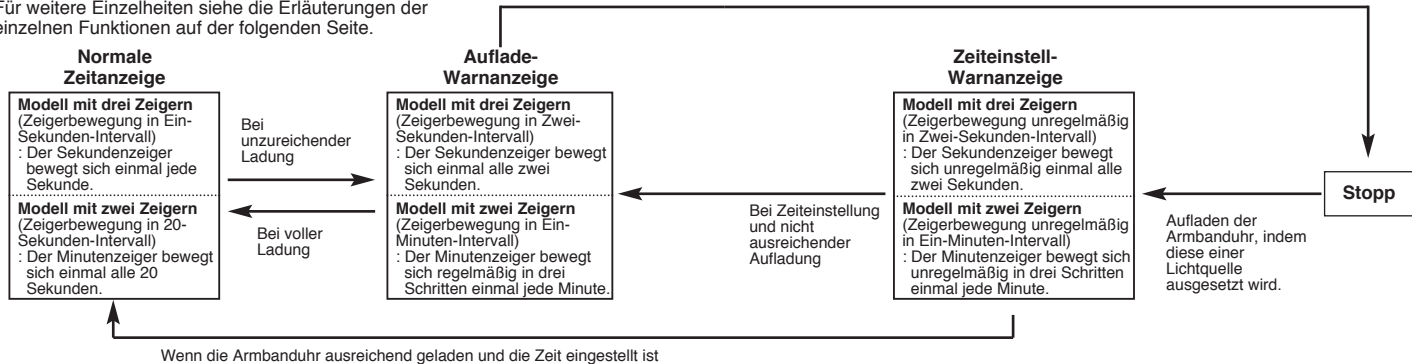 Für weitere Einzelheiten siehe die Erläuterungen der
einzelnen Funktionen auf der folgenden Seite.
Normale
Zeitanzeige
Modell mit drei Zeigern
(Zeigerbewegung in Ein-
Sekunden-Intervall)
: Der Sekundenzeiger
bewegt sich einmal jede
Sekunde.
Modell mit zwei Zeigern
(Zeigerbewegung in 20-
Sekunden-Intervall)
: Der Minutenzeiger bewegt
sich einmal alle 20
Sekunden.
Bei
unzureichender
Ladung
Bei voller
Ladung
Auflade-
Warnanzeige
Modell mit drei Zeigern
(Zeigerbewegung in Zwei-
Sekunden-Intervall)
: Der Sekundenzeiger bewegt
sich einmal alle zwei
Sekunden.
Modell mit zwei Zeigern
(Zeigerbewegung in Ein-
Minuten-Intervall)
: Der Minutenzeiger bewegt
sich regelmäßig in drei
Schritten einmal jede Minute.
Bei Zeiteinstellung
und nicht
ausreichender
Aufladung
Zeiteinstell-
Warnanzeige
Modell mit drei Zeigern
(Zeigerbewegung unregelmäßig
in Zwei-Sekunden-Intervall)
: Der Sekundenzeiger bewegt
sich unregelmäßig einmal alle
zwei Sekunden.
Modell mit zwei Zeigern
(Zeigerbewegung unregelmäßig
in Ein-Minuten-Intervall)
: Der Minutenzeiger bewegt sich
unregelmäßig in drei Schritten
einmal jede Minute.
Stopp
Aufladen der
Armbanduhr, indem
diese einer
Lichtquelle
ausgesetzt wird.
Wenn die Armbanduhr ausreichend geladen und die Zeit eingestellt ist